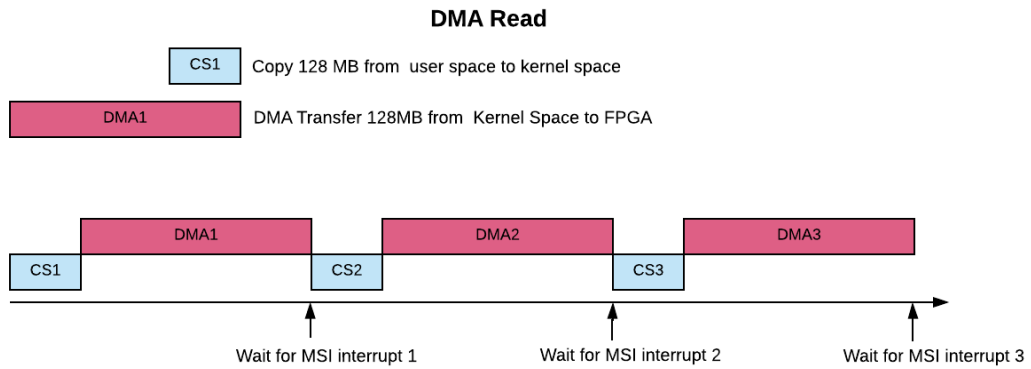 DMA Read
CS1
Copy 128 MB from user space to kernel space
DMA1
DMA Transfer 128MB from Kernel Space to FPGA
DMA1
DMA2
DMA3
CS1
CS2
CS3
Wait for MSI interrupt 1
Wait for MSI interrupt 2
Wait for MSI interrupt 3